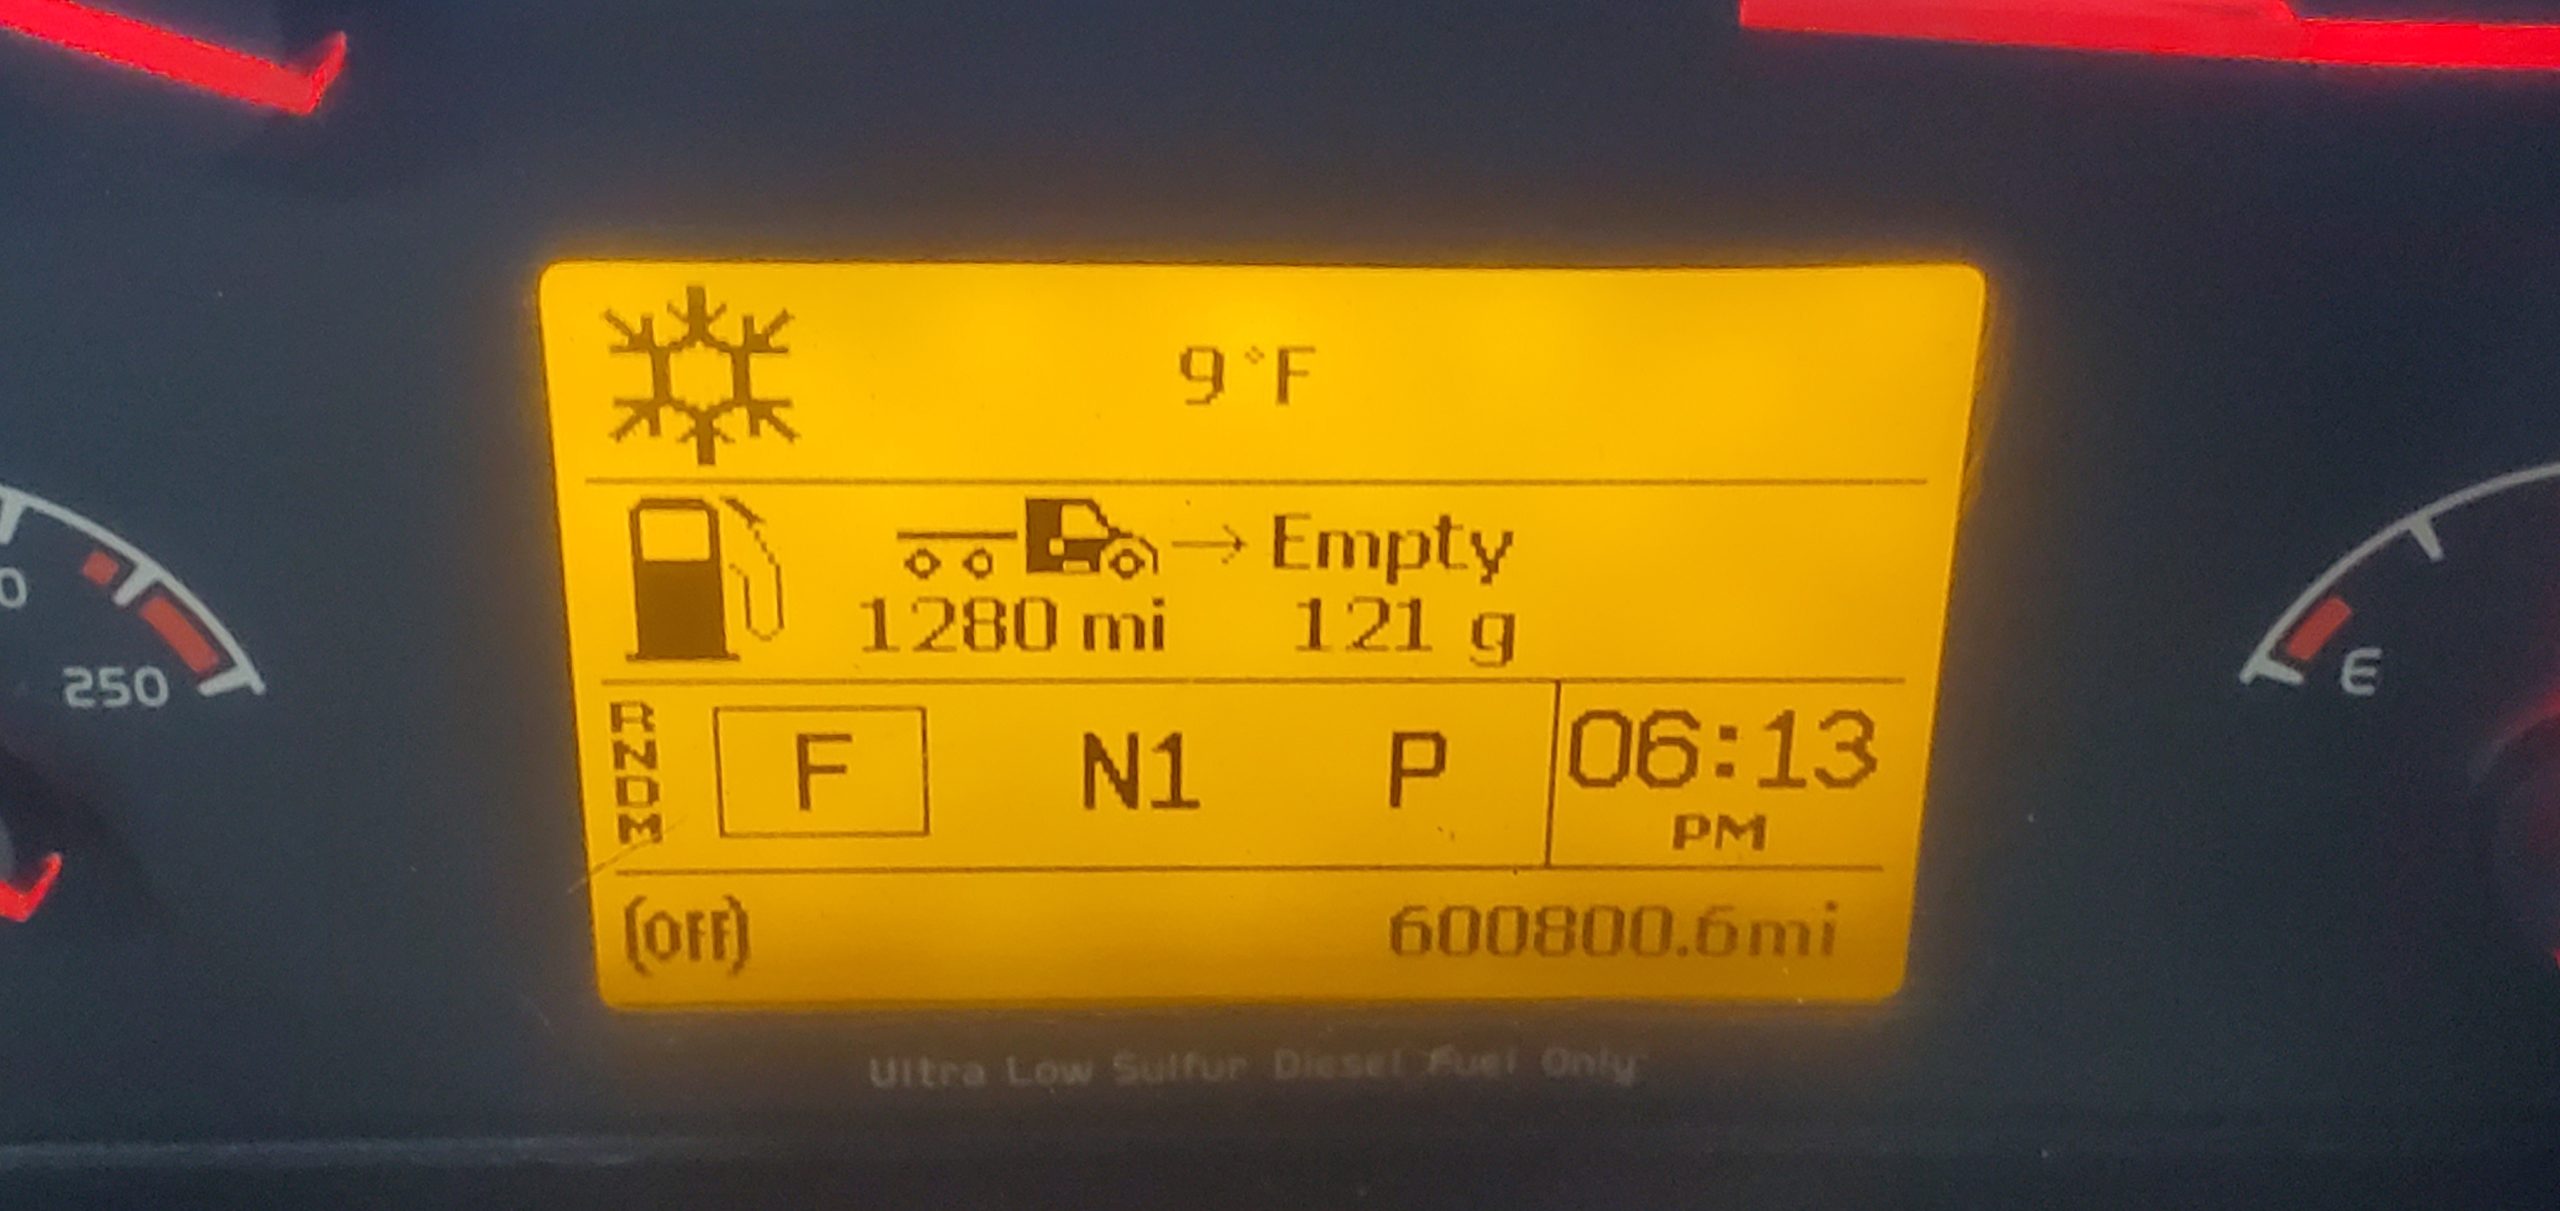 9°F
→ Empty
1280 mi 121 g
R
N
D
M
F N1 P
06:13
PM
(OFF)
600800.6mi
Ultra Low Sulfur Diesel Fuel Only
0
250
E